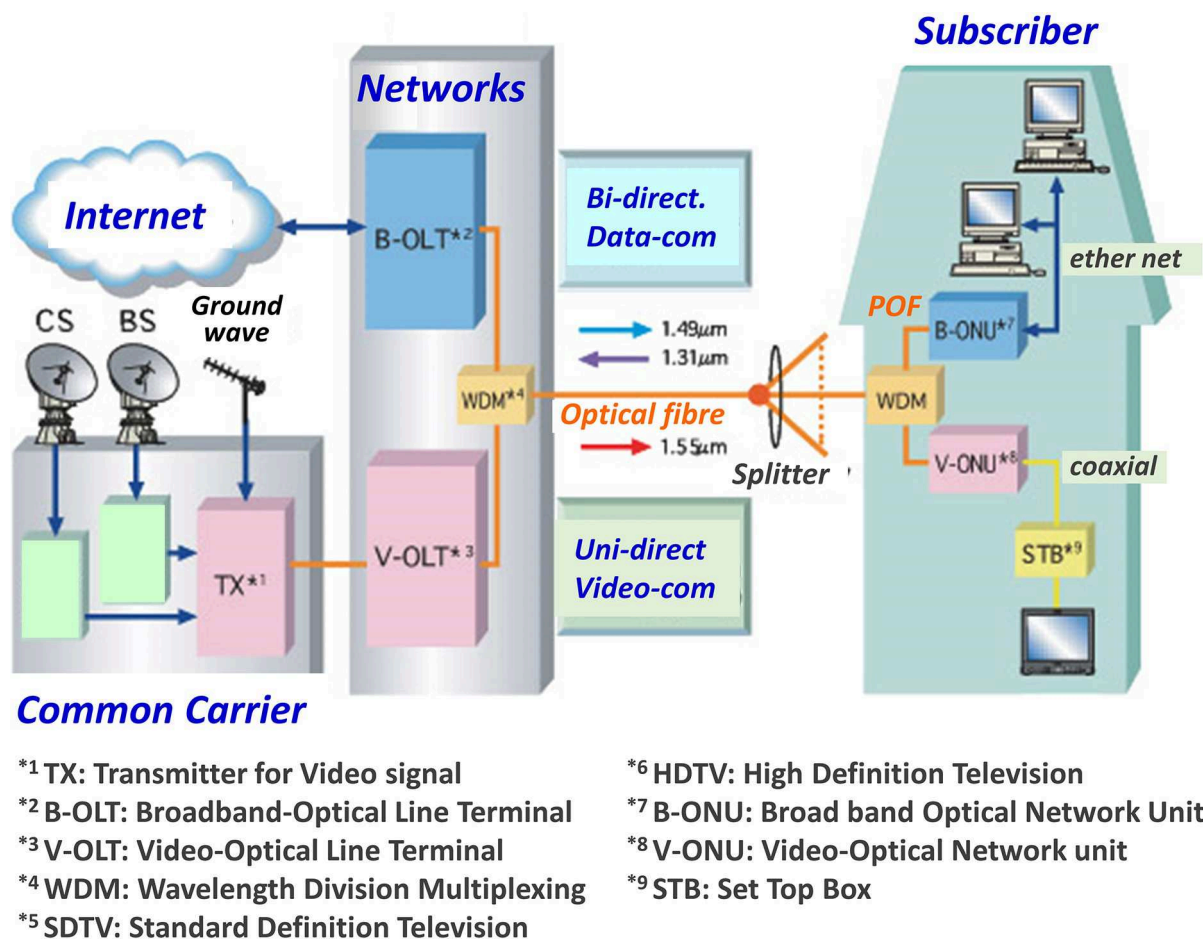 Subscriber
Networks
Internet
B-OLT*2
Bi-direct.
Data-com
ether net
CS
BS
Ground
wave
POF
B-ONU*7
1.49μm
1.31μm
WDM*4
Optical fibre
WDM
1.55μm
Splitter
V-ONU*8
coaxial
TX*1
V-OLT*3
Uni-direct
Video-com
STB*9
Common Carrier
*1 TX: Transmitter for Video signal
*2 B-OLT: Broadband-Optical Line Terminal
*3 V-OLT: Video-Optical Line Terminal
*4 WDM: Wavelength Division Multiplexing
*5 SDTV: Standard Definition Television
*6 HDTV: High Definition Television
*7 B-ONU: Broad band Optical Network Unit
*8 V-ONU: Video-Optical Network unit
*9 STB: Set Top Box